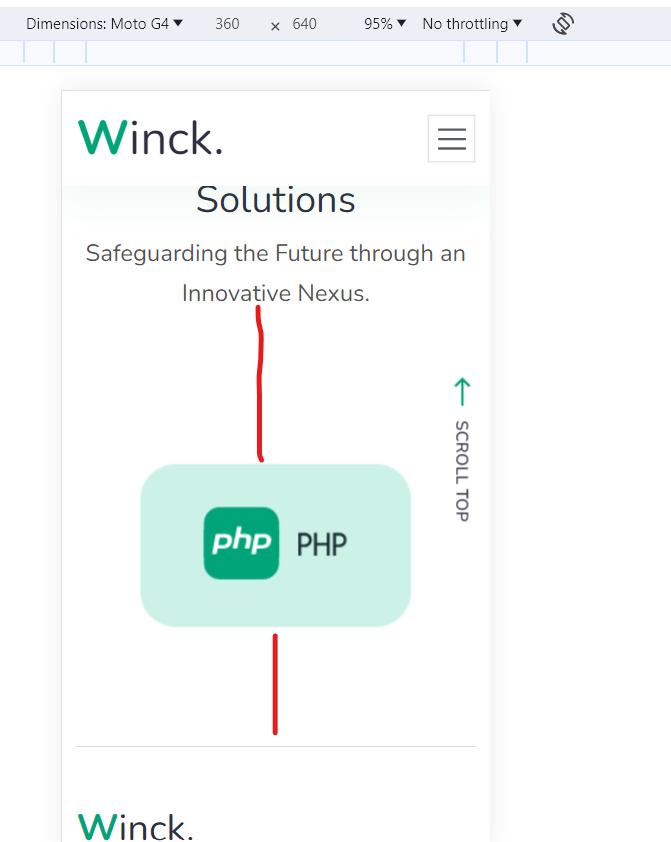 Dimensions: Moto G4 ▼ 360 × 640 95% ▼ No throttling ▼
Winck.
Solutions
Safeguarding the Future through an
Innovative Nexus.
SCROLL TOP
php PHP
Winck.